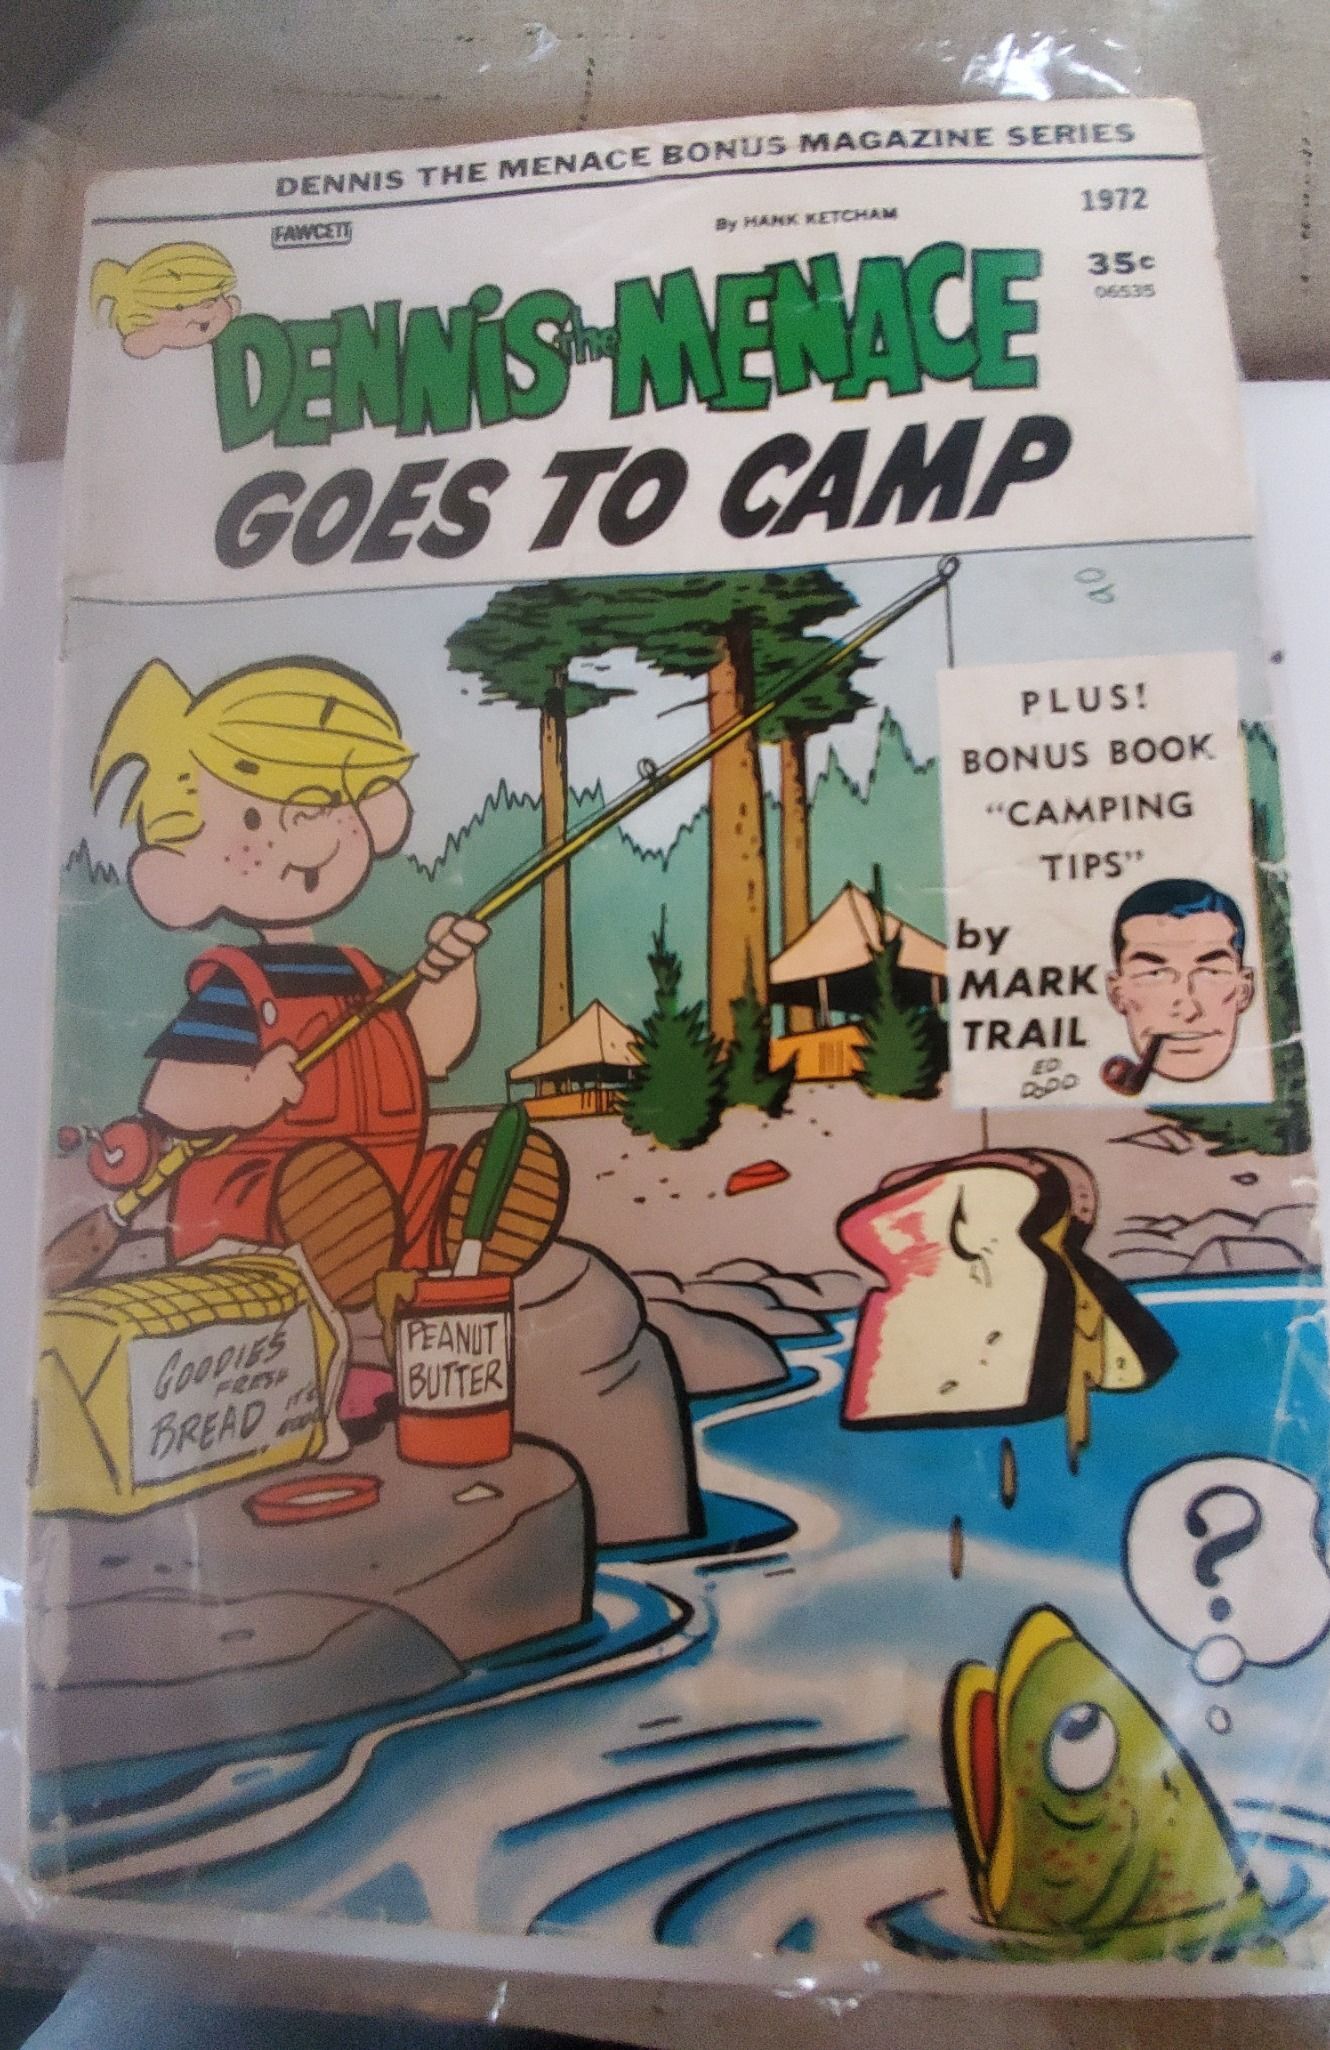 DENNIS THE MENACE BONUS MAGAZINE SERIES
FAWCETT
By HANK KETCHAM
1972
35c
06535
DENNIS the MENACE
GOES TO CAMP
PLUS!
BONUS BOOK
"CAMPING
TIPS"
by
MARK
TRAIL
ED
DODD
PEANUT
BUTTER
GOODIES
FRESH
BREAD
IT'S
?